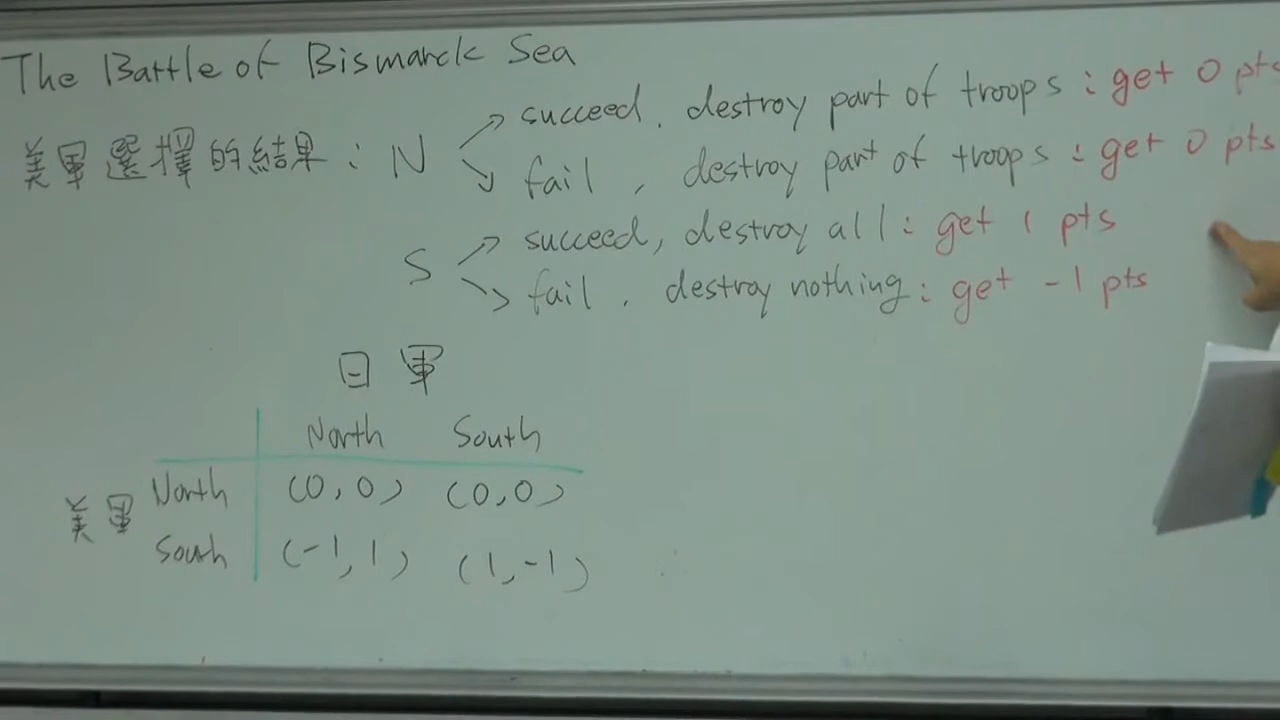 The Battle of Bismarck Sea
美軍選擇的結果: N succeed, destroy part of troops: get 0 pts
fail, destroy part of troops: get 0 pts
S succeed, destroy all: get 1 pts
fail, destroy nothing: get -1 pts
日軍
North South
美軍 North (0, 0) (0, 0)
South (-1, 1) (1, -1)